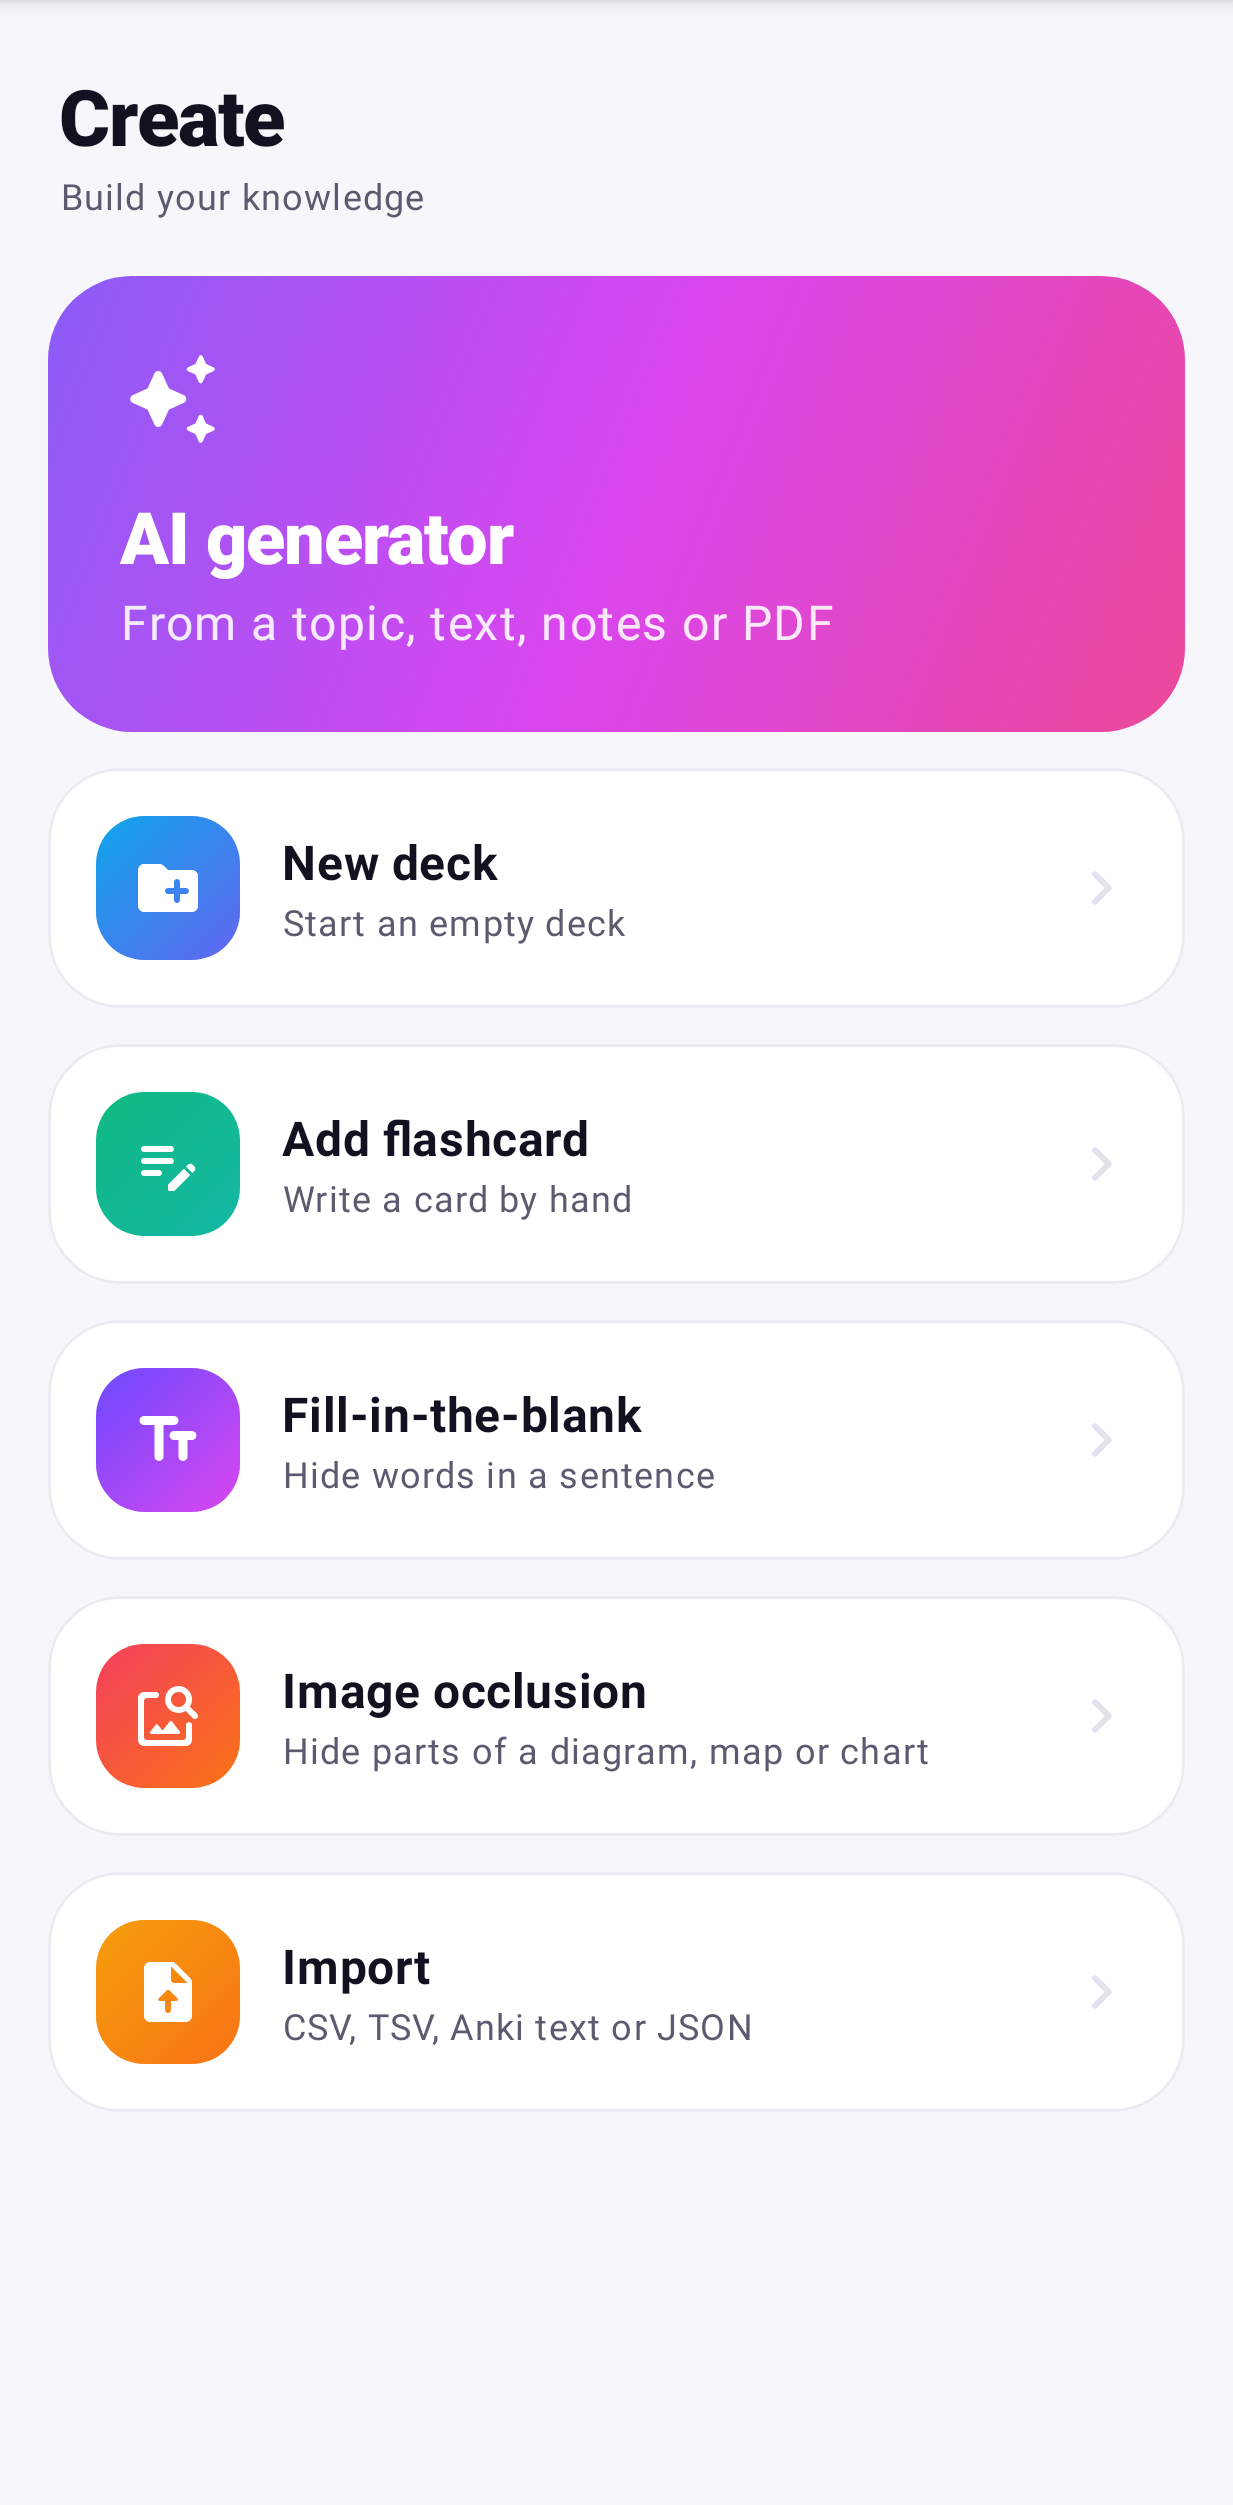 Create
Build your knowledge
AI generator
From a topic, text, notes or PDF
New deck
Start an empty deck
Add flashcard
Write a card by hand
Fill-in-the-blank
Hide words in a sentence
Image occlusion
Hide parts of a diagram, map or chart
Import
CSV, TSV, Anki text or JSON